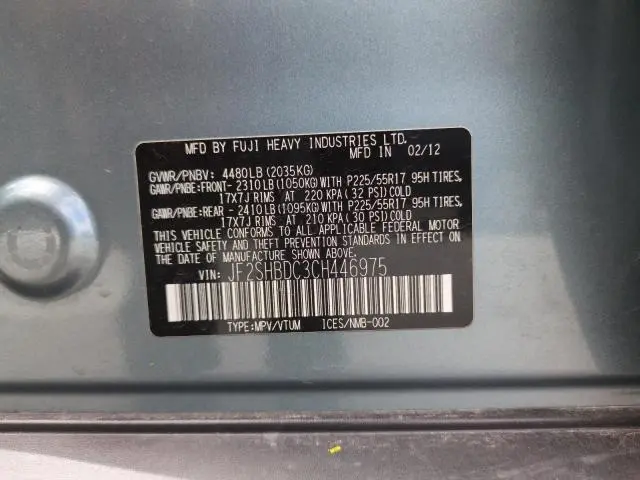 MFD BY FUJI HEAVY INDUSTRIES LTD.
MFD IN 02/12
GVWR/PNBV: 4480LB(2035KG)
GAWR/PNBE:FRONT- 2310LB(1050KG)WITH P225/55R17 95H TIRES,
17X7J RIMS AT 220 KPA(32 PSI)COLD
GAWR/PNBE:REAR - 2410LB(1095KG)WITH P225/55R17 95H TIRES,
17X7J RIMS AT 210 KPA(30 PSI)COLD
THIS VEHICLE CONFORMS TO ALL APPLICABLE FEDERAL MOTOR
VEHICLE SAFETY AND THEFT PREVENTION STANDARDS IN EFFECT ON
THE DATE OF MANUFACTURE SHOWN ABOVE.
VIN: JF2SHBDC3CH446975
TYPE:MPV/VTUM ICES/NMB-002